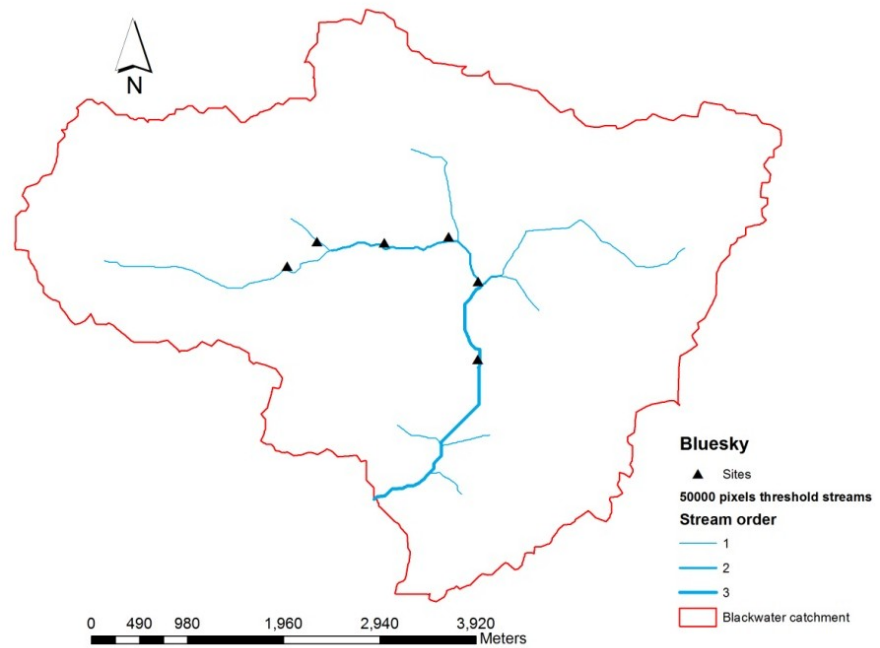 N
Bluesky
Sites
50000 pixels threshold streams
Stream order
1
2
3
Blackwater catchment
0 490 980 1,960 2,940 3,920
Meters